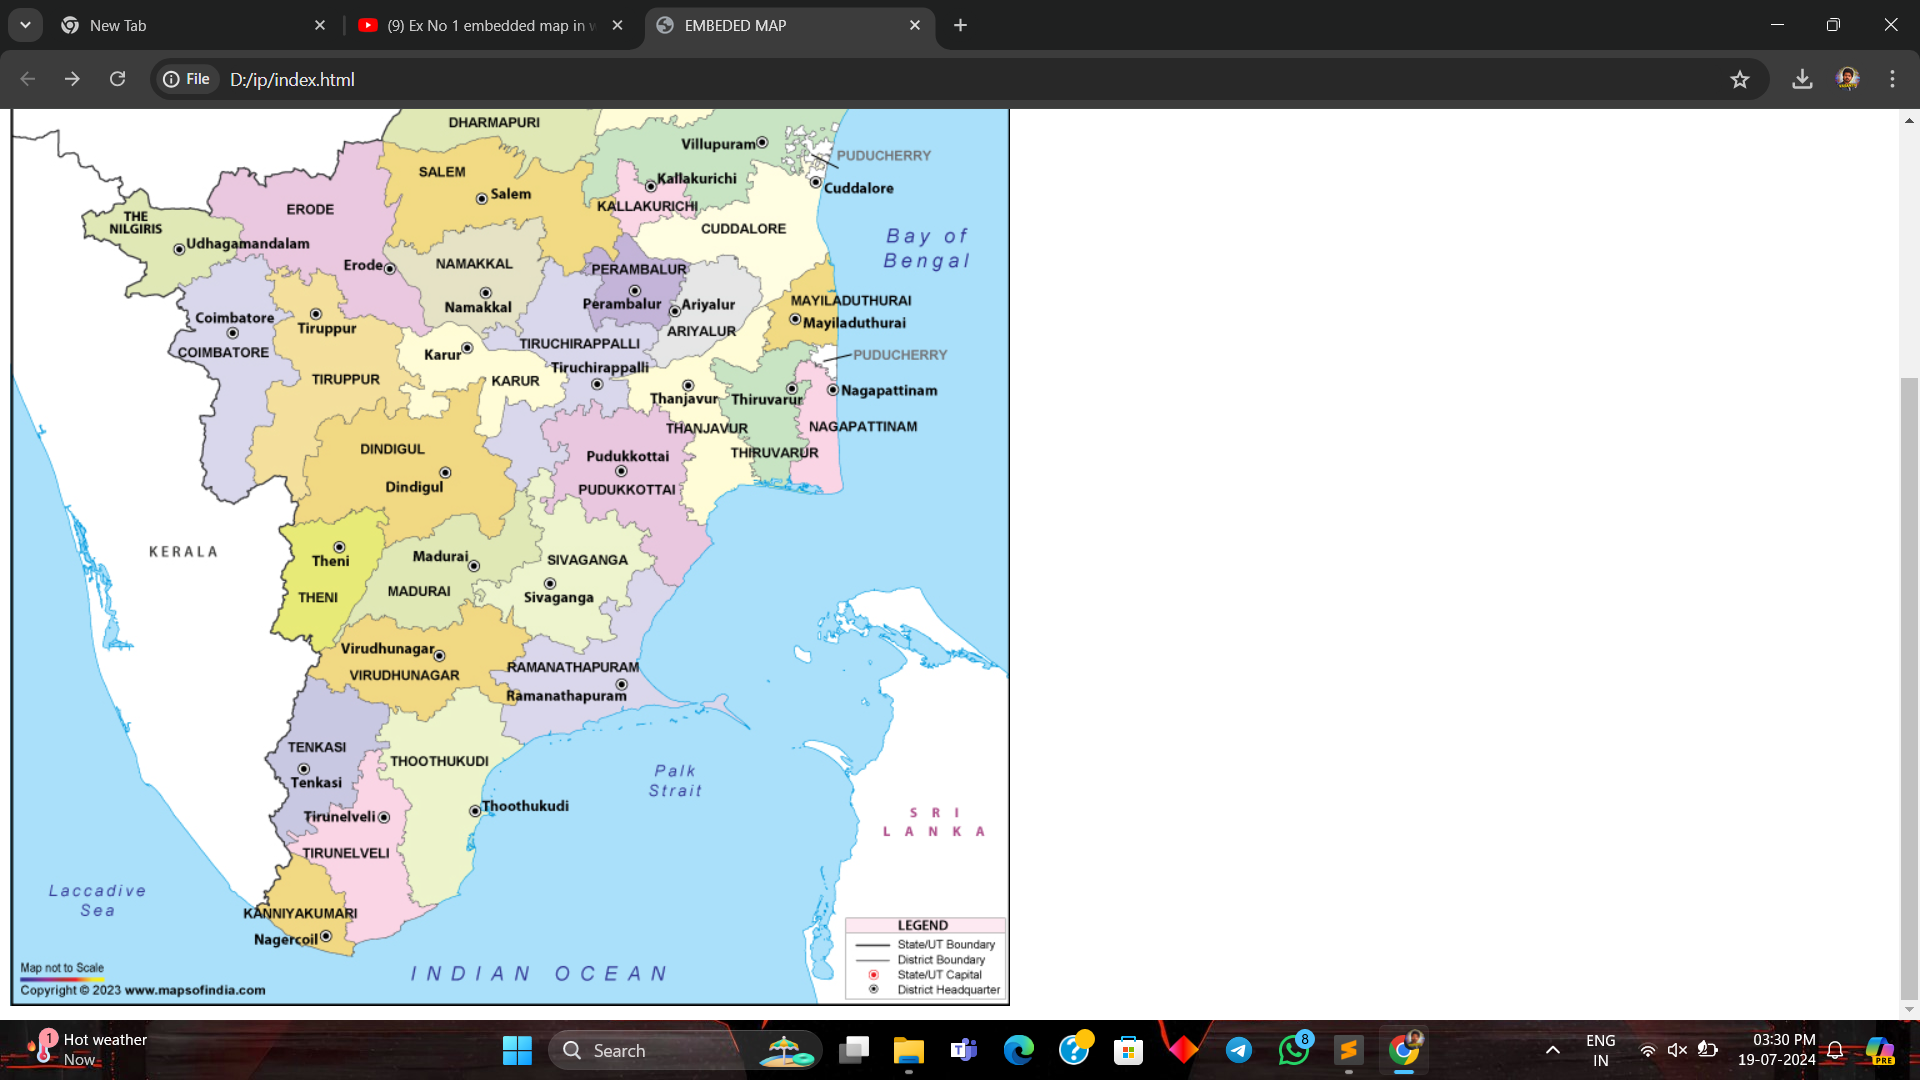 New Tab
(9) Ex No 1 embedded map in w
EMBEDED MAP
File
D:/ip/index.html
DHARMAPURI
Villupuram
PUDUCHERRY
SALEM
Salem
Kallakurichi
Cuddalore
KALLAKURICHI
ERODE
THE
NILGIRIS
Udhagamandalam
CUDDALORE
Bay of
Bengal
Erode
NAMAKKAL
Namakkal
PERAMBALUR
Perambalur
Ariyalur
ARIYALUR
MAYILADUTHURAI
Mayiladuthurai
Coimbatore
COIMBATORE
Tiruppur
TIRUPPUR
TIRUCHIRAPPALLI
Tiruchirappalli
Karur
KARUR
PUDUCHERRY
Thanjavur
THANJAVUR
Thiruvarur
THIRUVARUR
Nagapattinam
NAGAPATTINAM
DINDIGUL
Dindigul
Pudukkottai
PUDUKKOTTAI
KERALA
Theni
THENI
Madurai
MADURAI
SIVAGANGA
Sivaganga
Virudhunagar
VIRUDHUNAGAR
RAMANATHAPURAM
Ramanathapuram
TENKASI
Tenkasi
THOOTHUKUDI
Thoothukudi
Palk
Strait
Tirunelveli
TIRUNELVELI
SRI
LANKA
Laccadive
Sea
KANNIYAKUMARI
Nagercoil
INDIAN OCEAN
Map not to Scale
Copyright © 2023 www.mapsofindia.com
LEGEND
State/UT Boundary
District Boundary
State/UT Capital
District Headquarter
1
Hot weather
Now
Search
8
ENG
IN
03:30 PM
19-07-2024
PRE